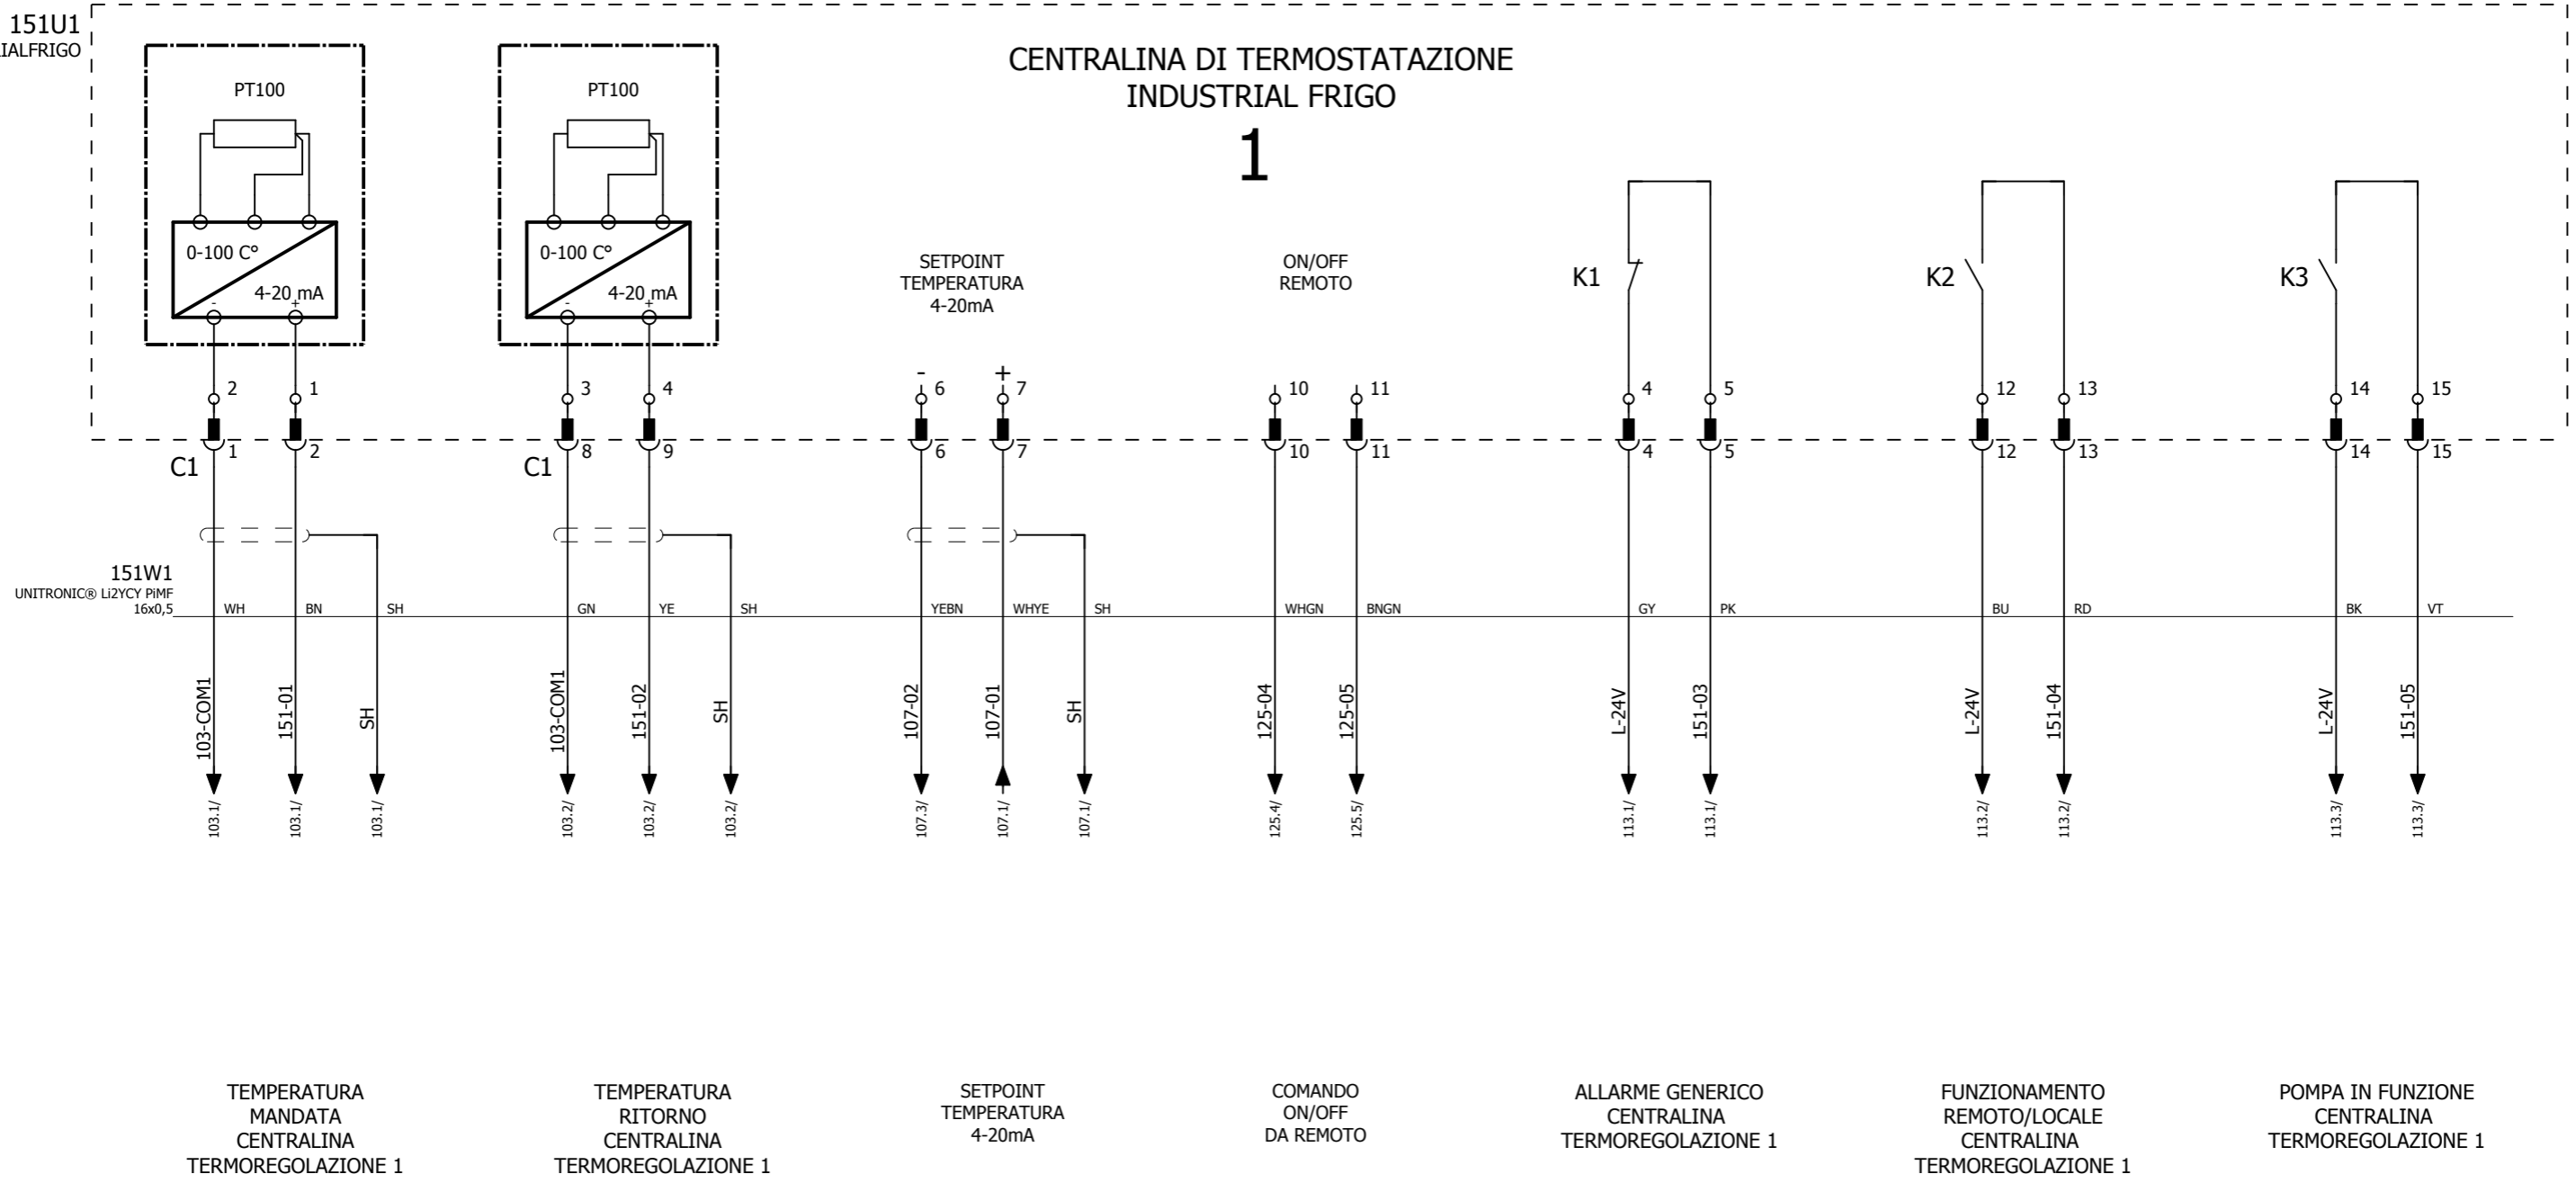 151U1
IALFRIGO
CENTRALINA DI TERMOSTATAZIONE
INDUSTRIAL FRIGO
1
PT100
PT100
0-100 C°
4-20 mA
- +
0-100 C°
4-20 mA
- +
SETPOINT
TEMPERATURA
4-20mA
ON/OFF
REMOTO
K1
K2
K3
- +
2 1 3 4 6 7 10 11 4 5 12 13 14 15
1 2 8 9 6 7 10 11 4 5 12 13 14 15
C1 C1
151W1
UNITRONIC® Li2YCY PiMF
16x0,5
WH BN SH GN YE SH YEBN WHYE SH WHGN BNGN GY PK BU RD BK VT
103-COM1
151-01
SH
103-COM1
151-02
SH
107-02
107-01
SH
125-04
125-05
L-24V
151-03
L-24V
151-04
L-24V
151-05
103.1/
103.1/
103.1/
103.2/
103.2/
103.2/
107.3/
107.1/
107.1/
125.4/
125.5/
113.1/
113.1/
113.2/
113.2/
113.3/
113.3/
TEMPERATURA
MANDATA
CENTRALINA
TERMOREGOLAZIONE 1
TEMPERATURA
RITORNO
CENTRALINA
TERMOREGOLAZIONE 1
SETPOINT
TEMPERATURA
4-20mA
COMANDO
ON/OFF
DA REMOTO
ALLARME GENERICO
CENTRALINA
TERMOREGOLAZIONE 1
FUNZIONAMENTO
REMOTO/LOCALE
CENTRALINA
TERMOREGOLAZIONE 1
POMPA IN FUNZIONE
CENTRALINA
TERMOREGOLAZIONE 1